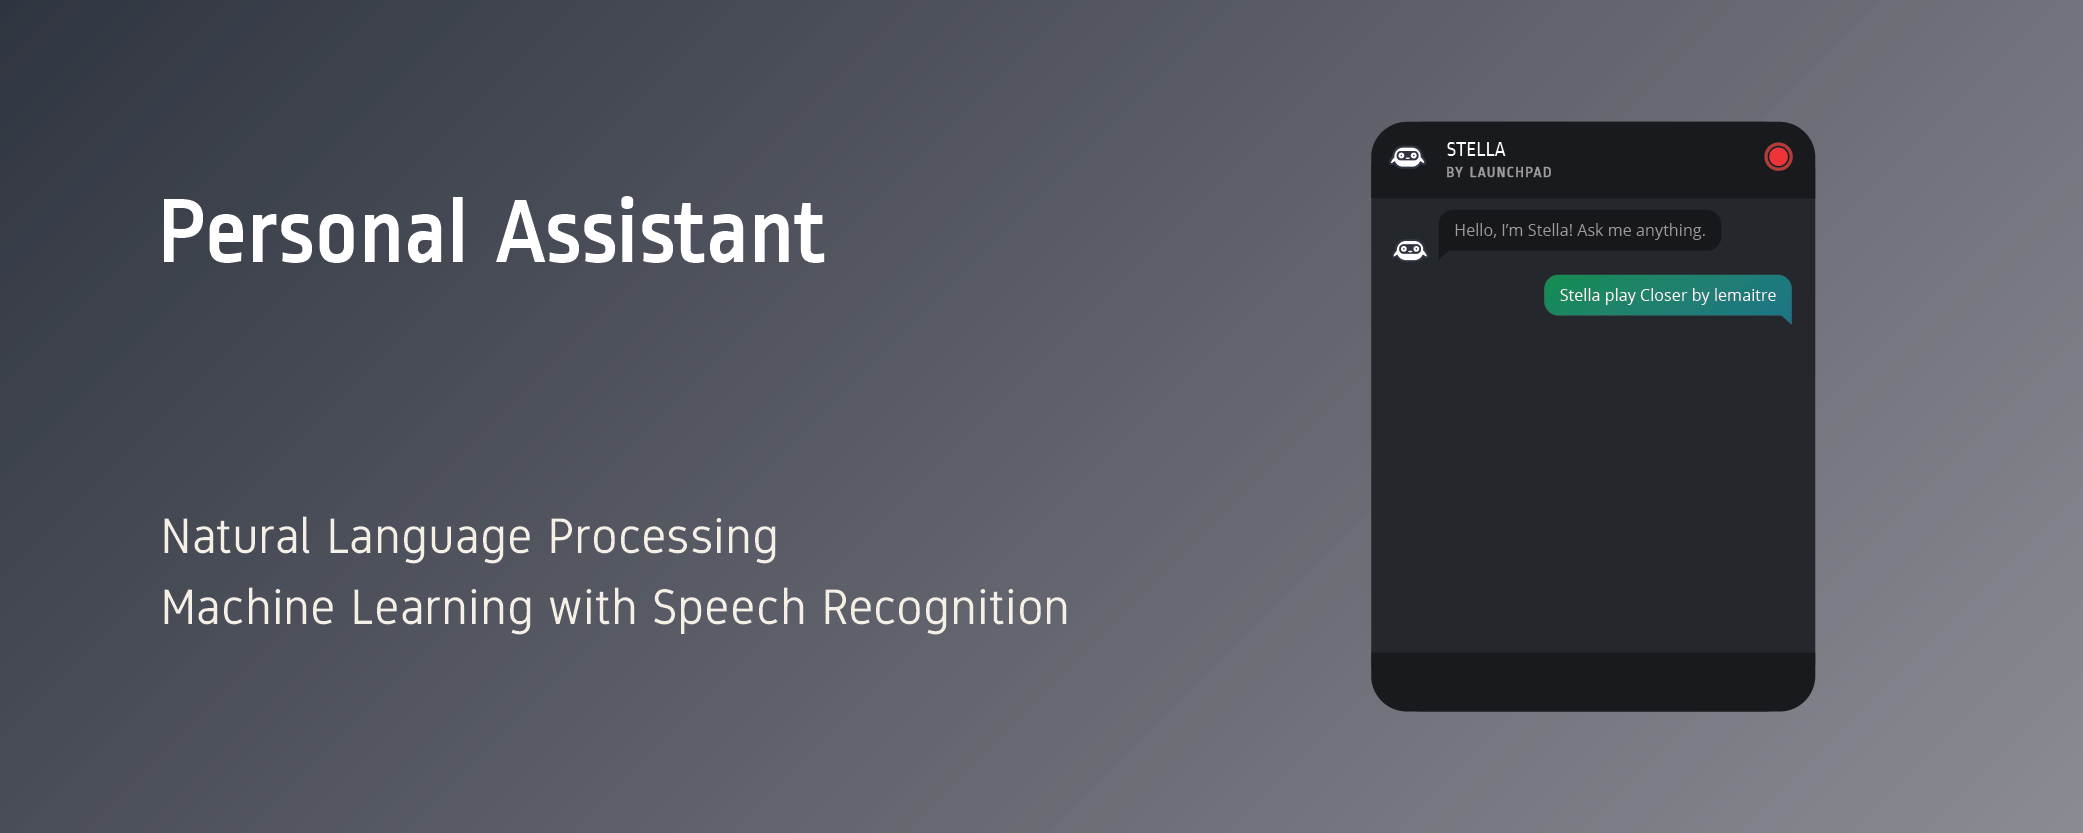 Personal Assistant
Natural Language Processing
Machine Learning with Speech Recognition
STELLA
BY LAUNCHPAD
Hello, I'm Stella! Ask me anything.
Stella play Closer by lemaitre